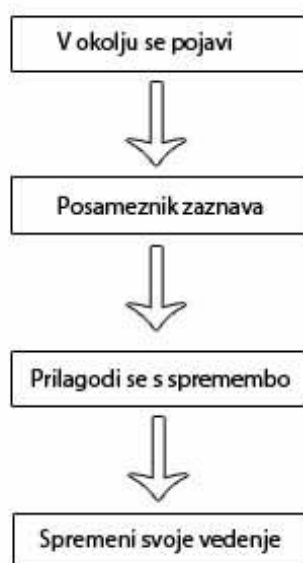 V okolju se pojavi
Posameznik zaznava
Prilagodi se s spremembo
Spremeni svoje vedenje